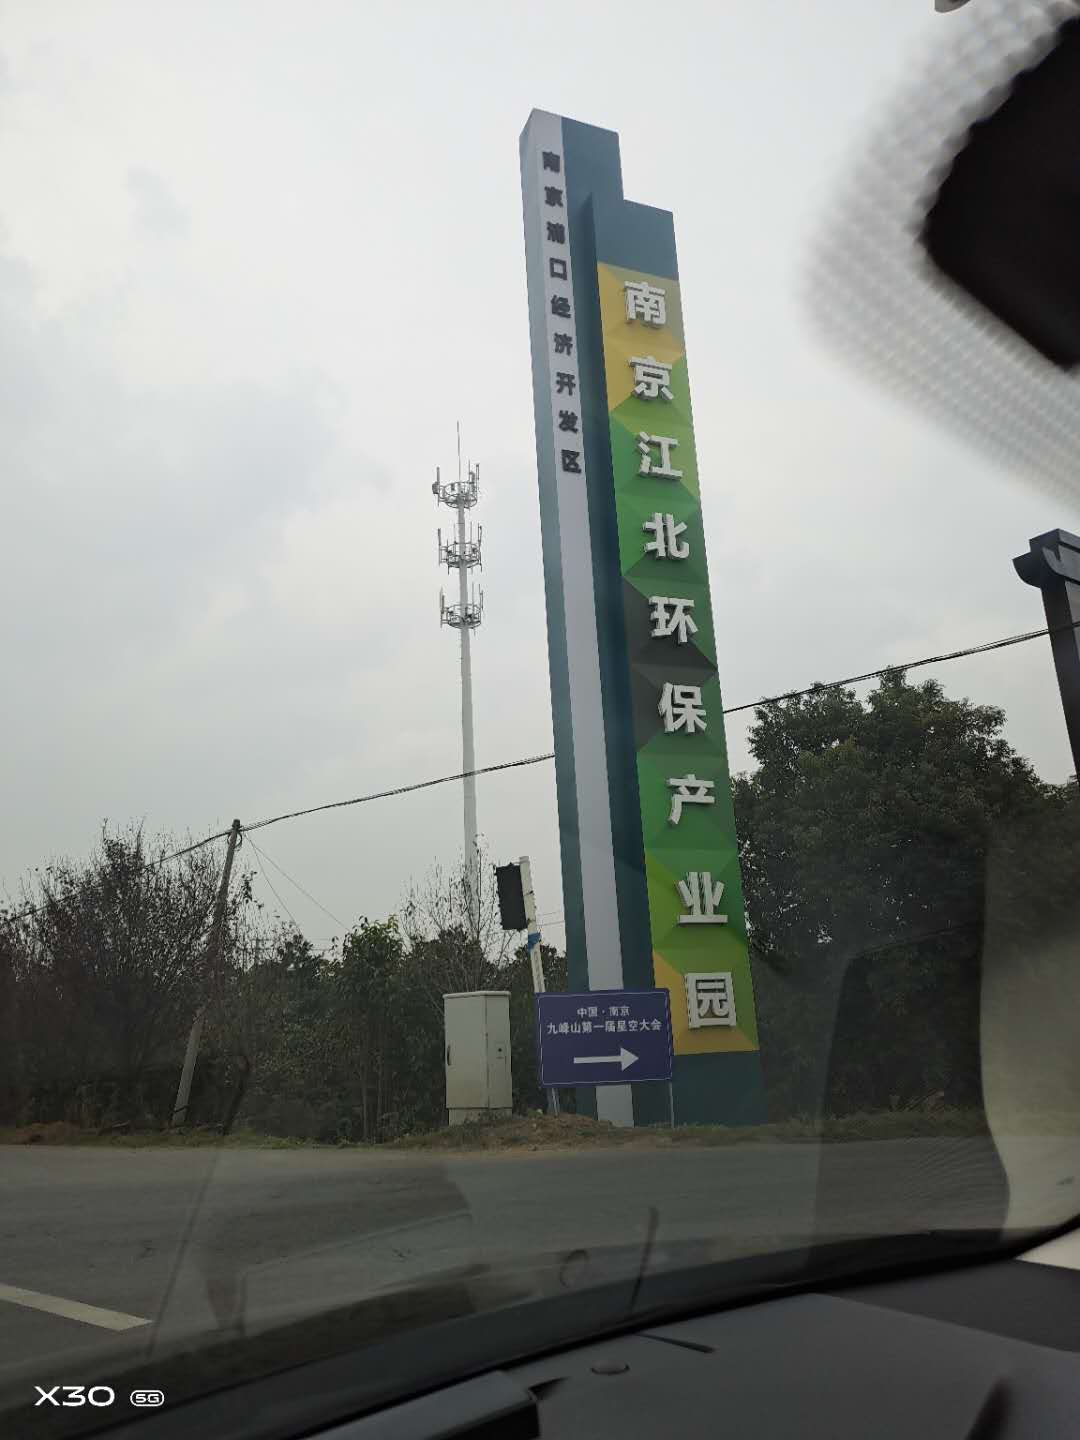 南京浦口经济开发区
南京江北环保产业园
中国·南京
九峰山第一届星空大会
X30 5G